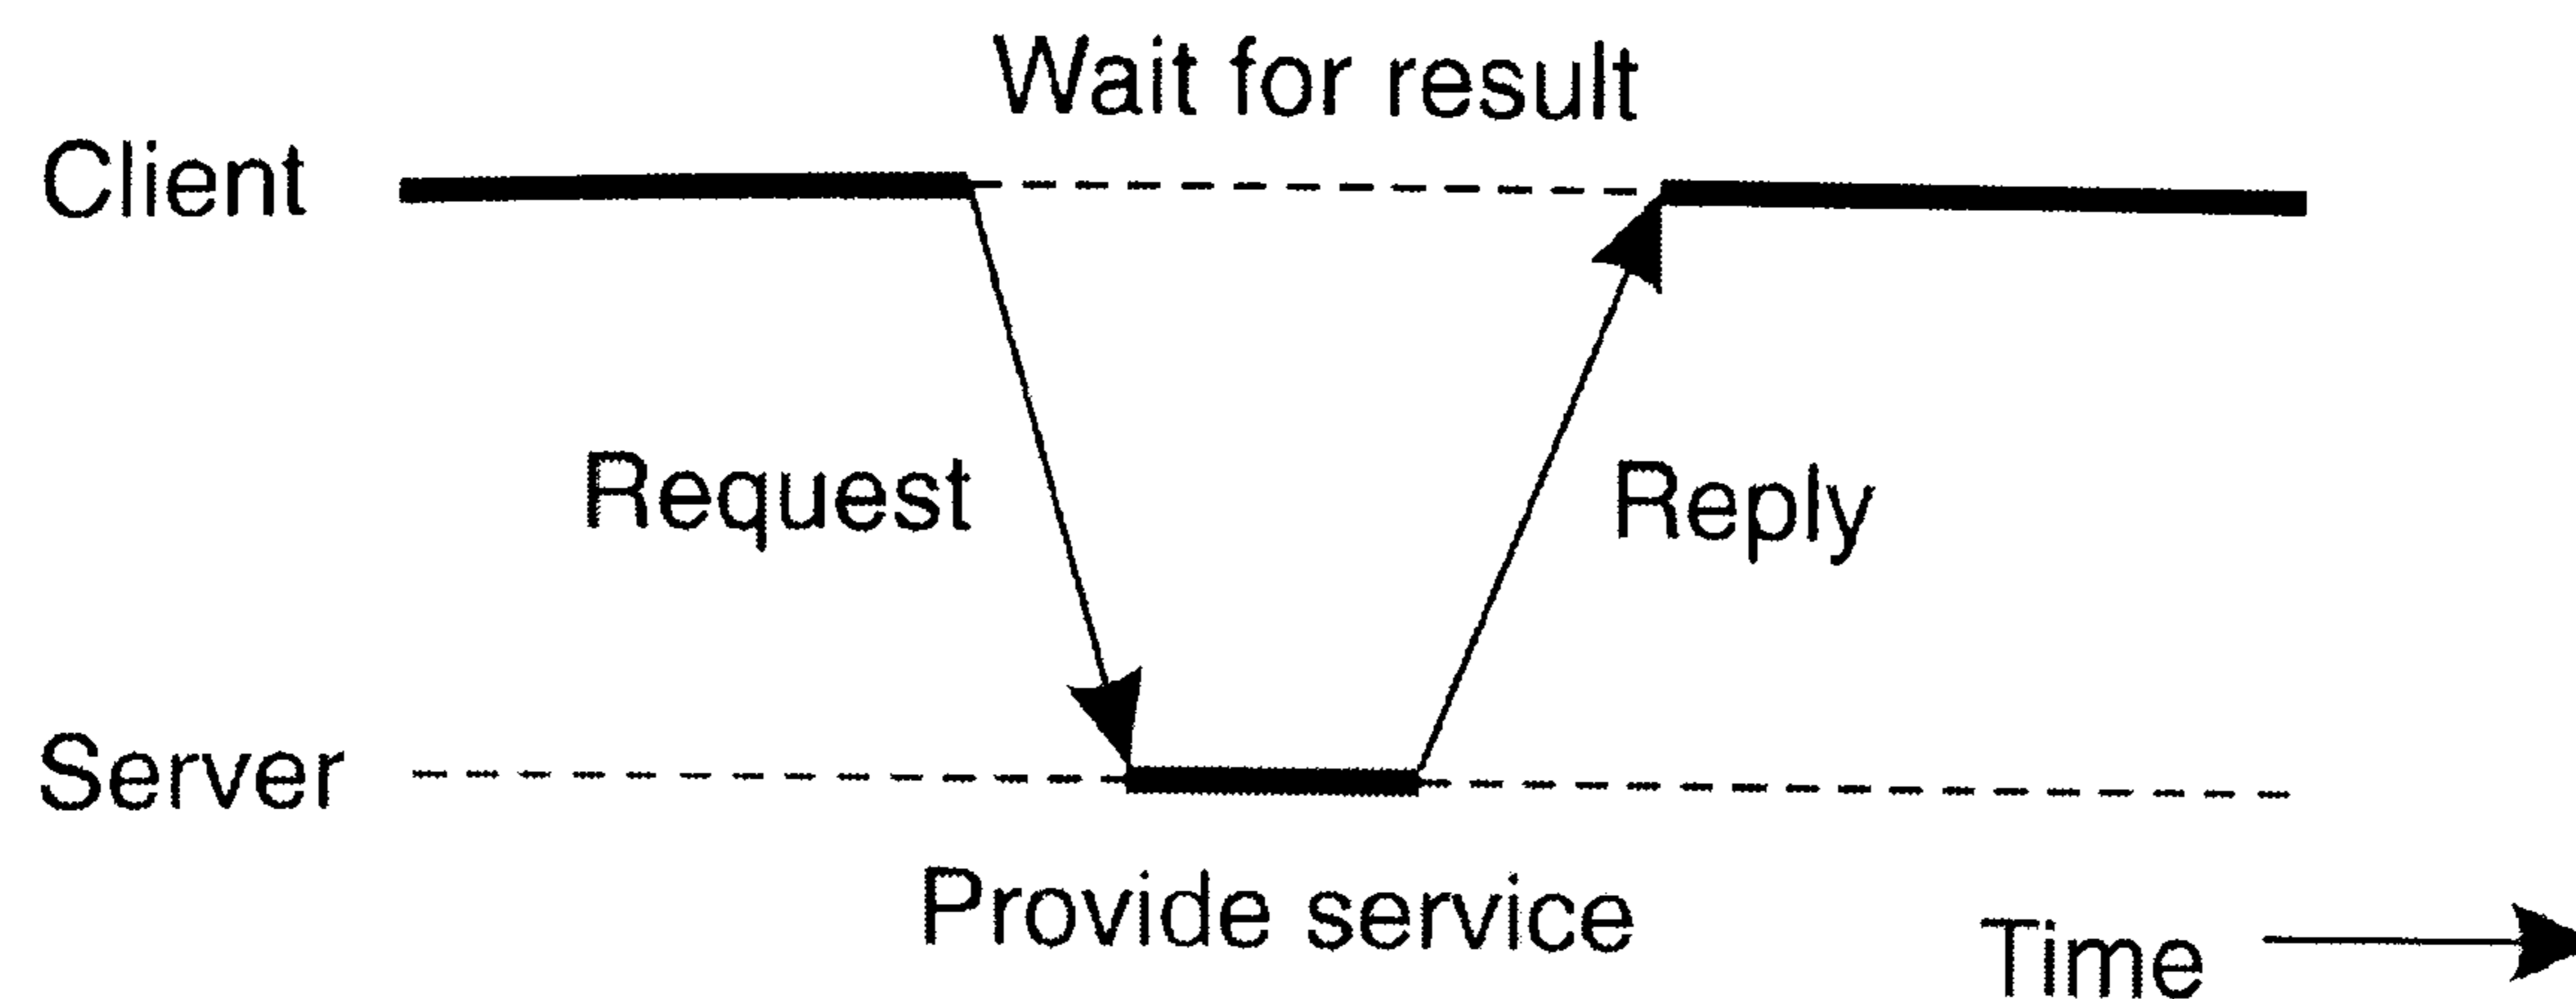 Wait for result
Client
Request
Reply
Server
Provide service
Time